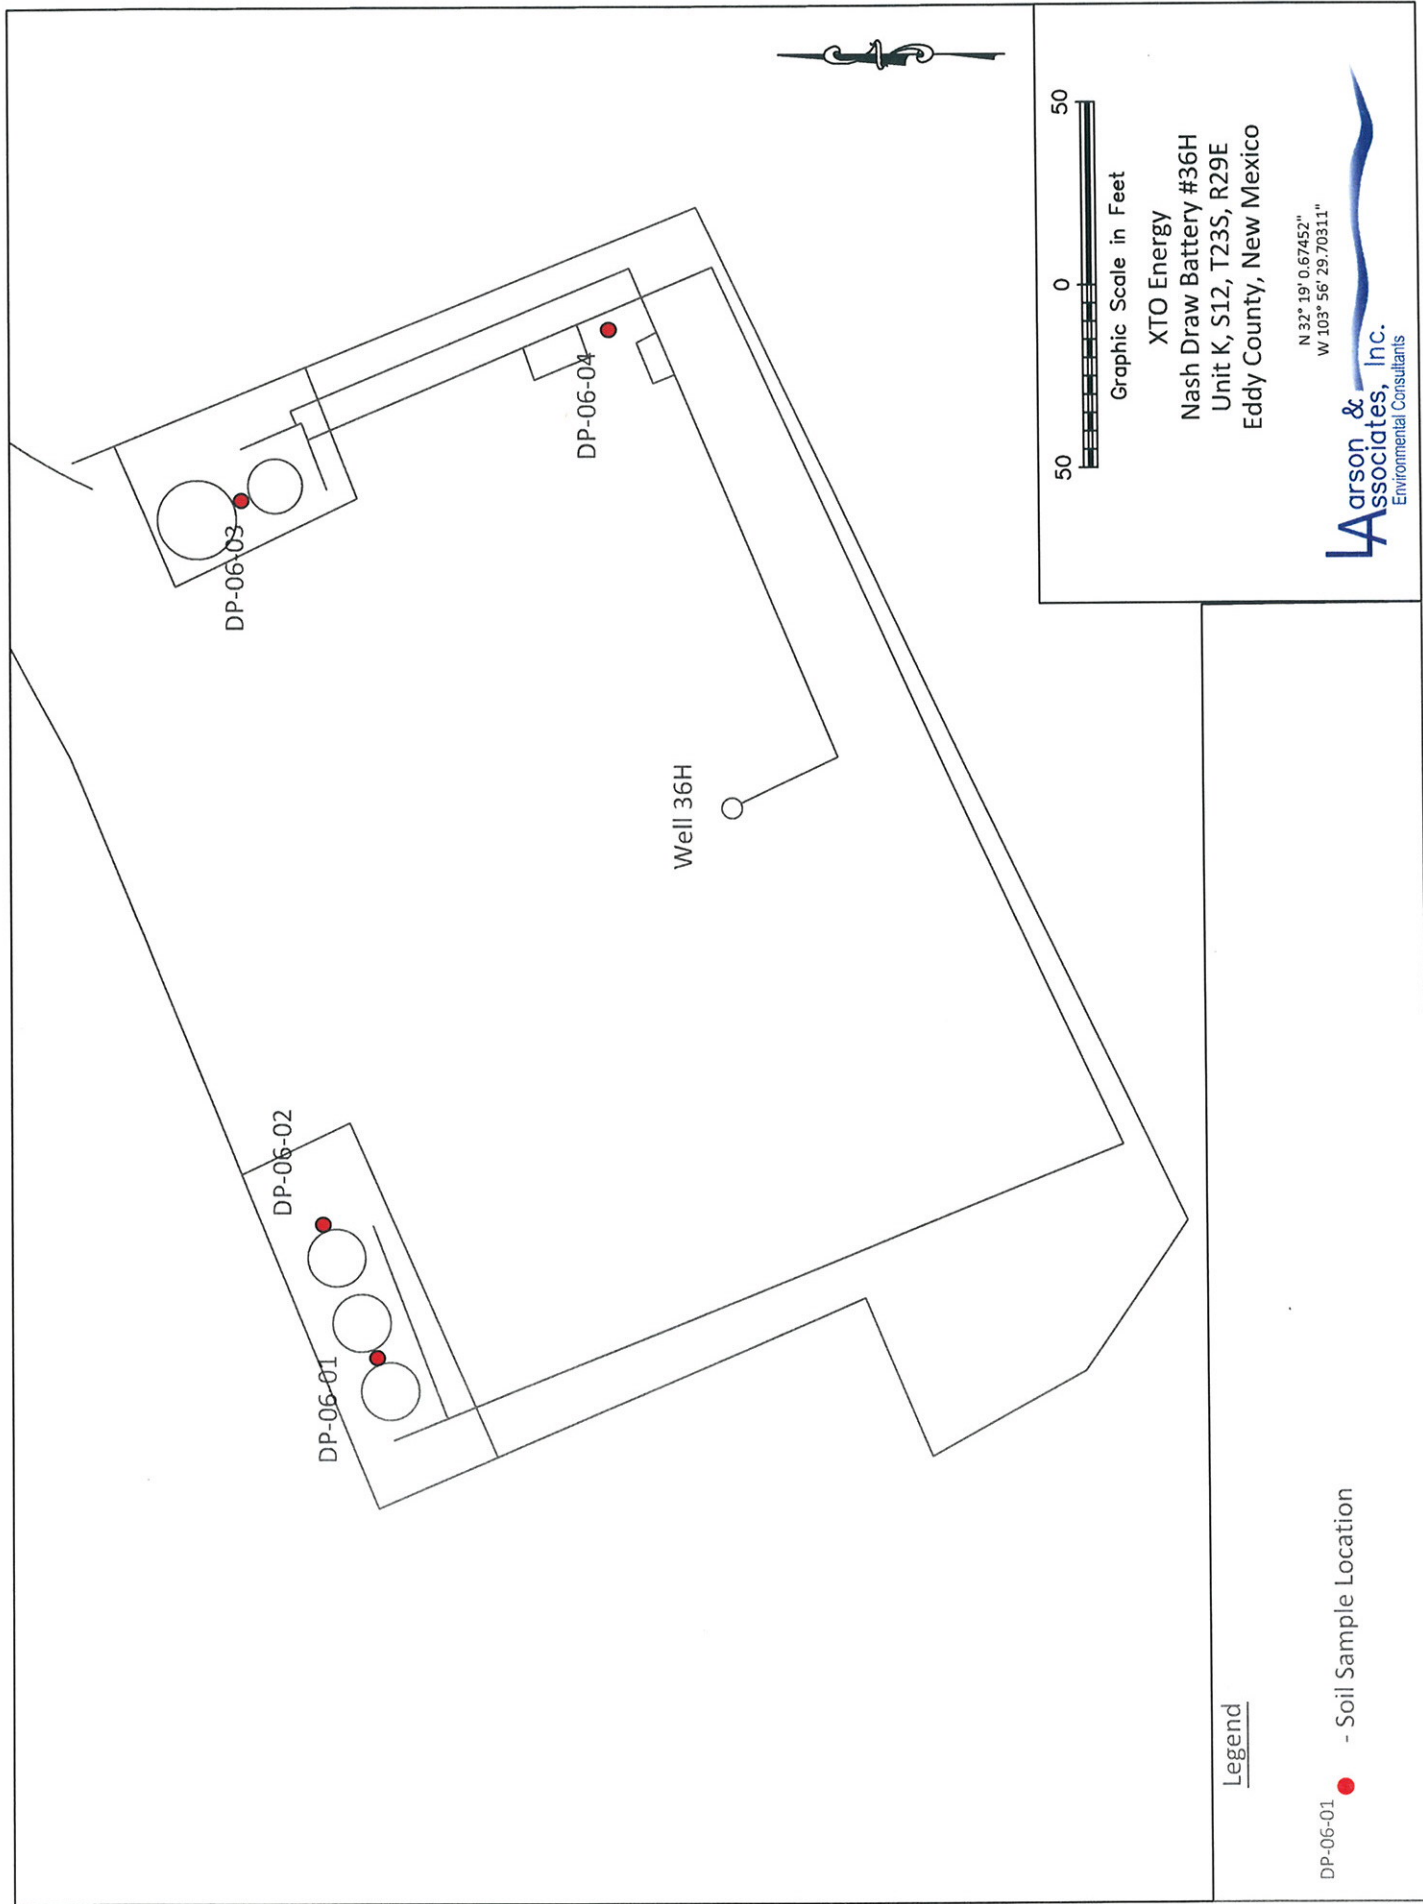 DP-06-01
DP-06-02
DP-06-03
DP-06-04
Well 36H
Legend
DP-06-01
- Soil Sample Location
50 0 50
Graphic Scale in Feet
XTO Energy
Nash Draw Battery #36H
Unit K, S12, T23S, R29E
Eddy County, New Mexico
N 32° 19' 0.67452"
W 103° 56' 29.70311"
Larson &
Associates, Inc.
Environmental Consultants